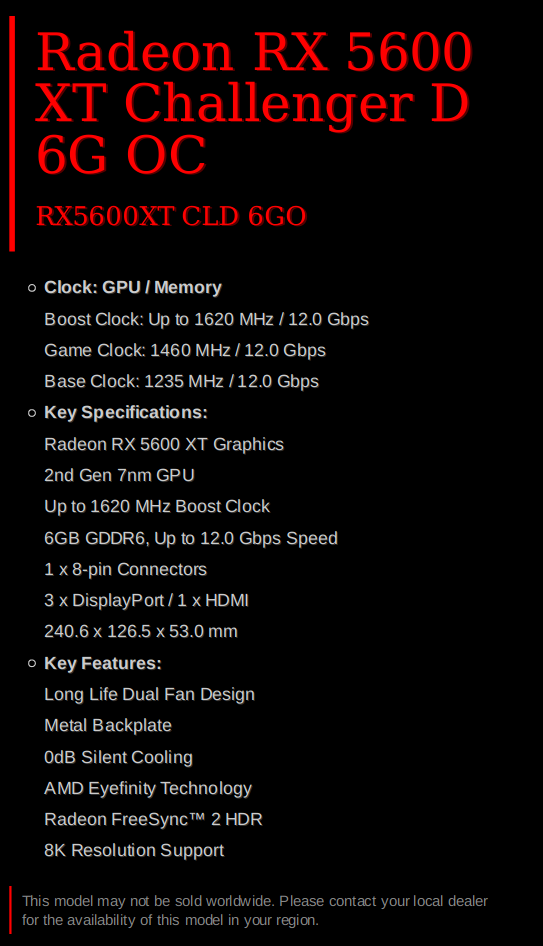 Radeon RX 5600
XT Challenger D
6G OC
RX5600XT CLD 6GO
Clock: GPU / Memory
Boost Clock: Up to 1620 MHz / 12.0 Gbps
Game Clock: 1460 MHz / 12.0 Gbps
Base Clock: 1235 MHz / 12.0 Gbps
Key Specifications:
Radeon RX 5600 XT Graphics
2nd Gen 7nm GPU
Up to 1620 MHz Boost Clock
6GB GDDR6, Up to 12.0 Gbps Speed
1 x 8-pin Connectors
3 x DisplayPort / 1 x HDMI
240.6 x 126.5 x 53.0 mm
Key Features:
Long Life Dual Fan Design
Metal Backplate
0dB Silent Cooling
AMD Eyefinity Technology
Radeon FreeSync™ 2 HDR
8K Resolution Support
This model may not be sold worldwide. Please contact your local dealer
for the availability of this model in your region.